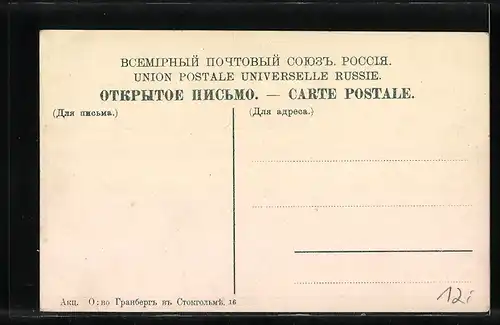 ВСЕМІРНЫЙ ПОЧТОВЫЙ СОЮЗЪ. РОССІЯ.
UNION POSTALE UNIVERSELLE RUSSIE.
ОТКРЫТОЕ ПИСЬМО. — CARTE POSTALE.
(Для письма.) (Для адреса.)
Акц. О:во Гранбергъ въ Стокгольмѣ. 16